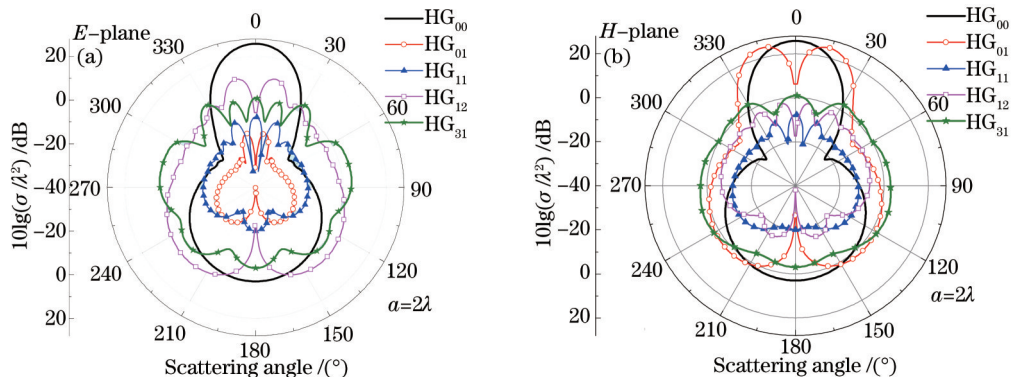 E-plane
(a)
0
30
60
90
120
150
180
210
240
270
300
330
20
0
−20
−40
−20
0
20
10lg(σ/λ²) /dB
HG₀₀
HG₀₁
HG₁₁
HG₁₂
HG₃₁
a=2λ
Scattering angle /(°)
H-plane
(b)
0
30
60
90
120
150
180
210
240
270
300
330
20
0
−20
−40
−20
0
20
10lg(σ/λ²) /dB
HG₀₀
HG₀₁
HG₁₁
HG₁₂
HG₃₁
a=2λ
Scattering angle /(°)